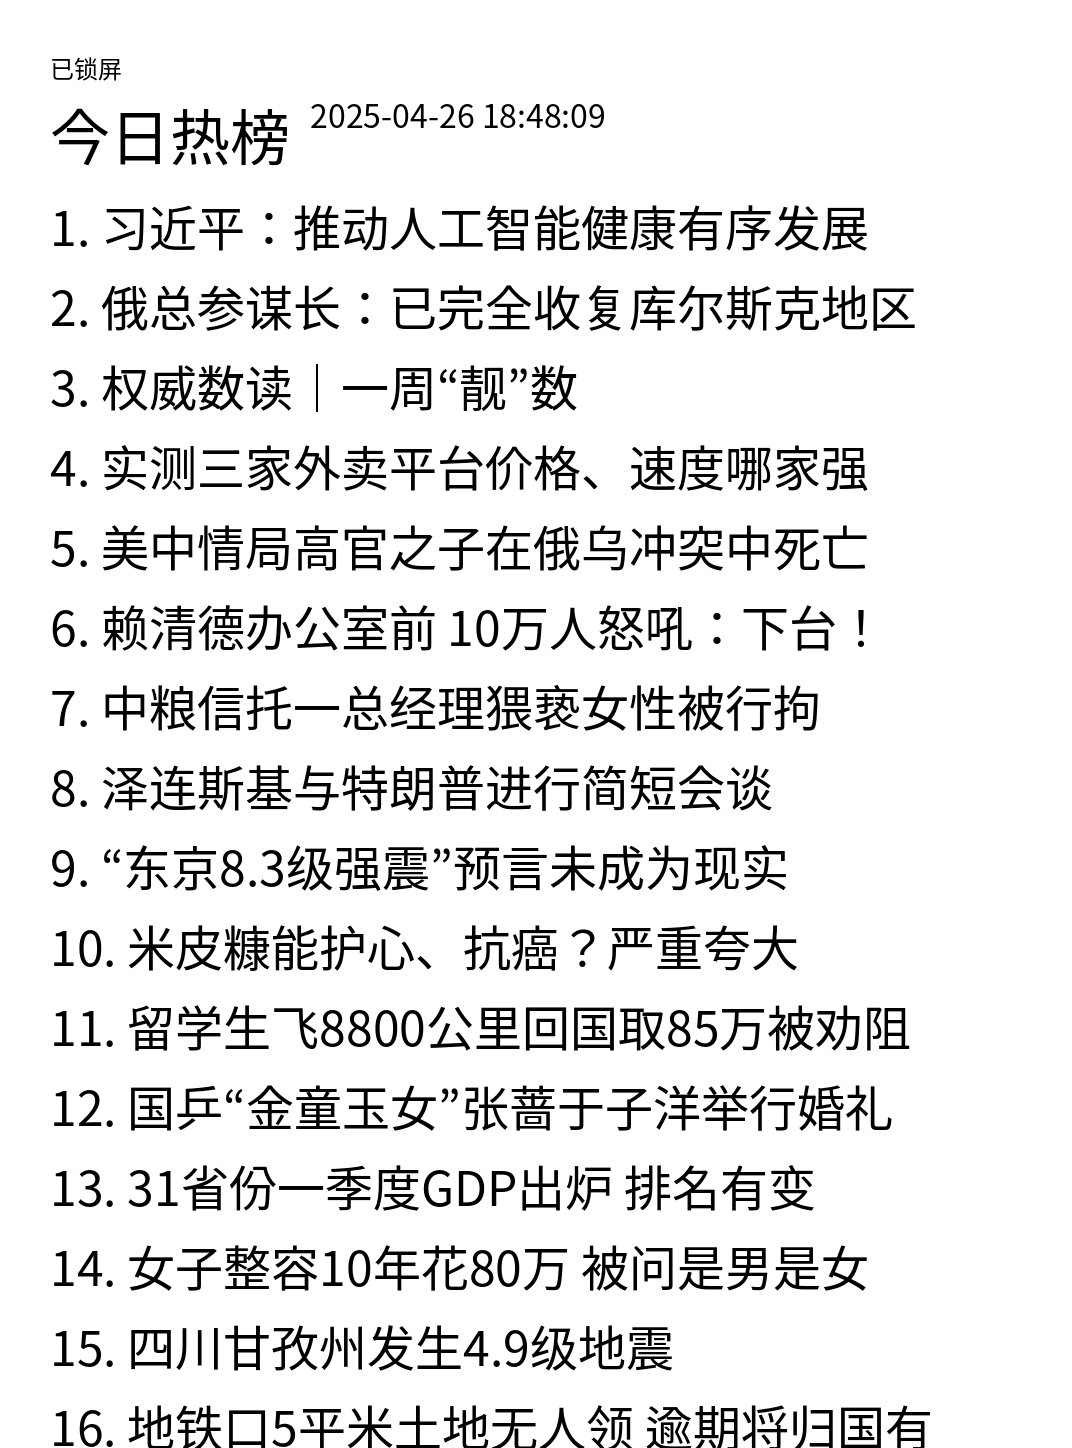 已锁屏
今日热榜 2025-04-26 18:48:09
1. 习近平：推动人工智能健康有序发展
2. 俄总参谋长：已完全收复库尔斯克地区
3. 权威数读｜一周“靓”数
4. 实测三家外卖平台价格、速度哪家强
5. 美中情局高官之子在俄乌冲突中死亡
6. 赖清德办公室前 10万人怒吼：下台！
7. 中粮信托一总经理猥亵女性被行拘
8. 泽连斯基与特朗普进行简短会谈
9. “东京8.3级强震”预言未成为现实
10. 米皮糠能护心、抗癌？严重夸大
11. 留学生飞8800公里回国取85万被劝阻
12. 国乒“金童玉女”张蔷于子洋举行婚礼
13. 31省份一季度GDP出炉 排名有变
14. 女子整容10年花80万 被问是男是女
15. 四川甘孜州发生4.9级地震
16. 地铁口5平米土地无人领 逾期将归国有